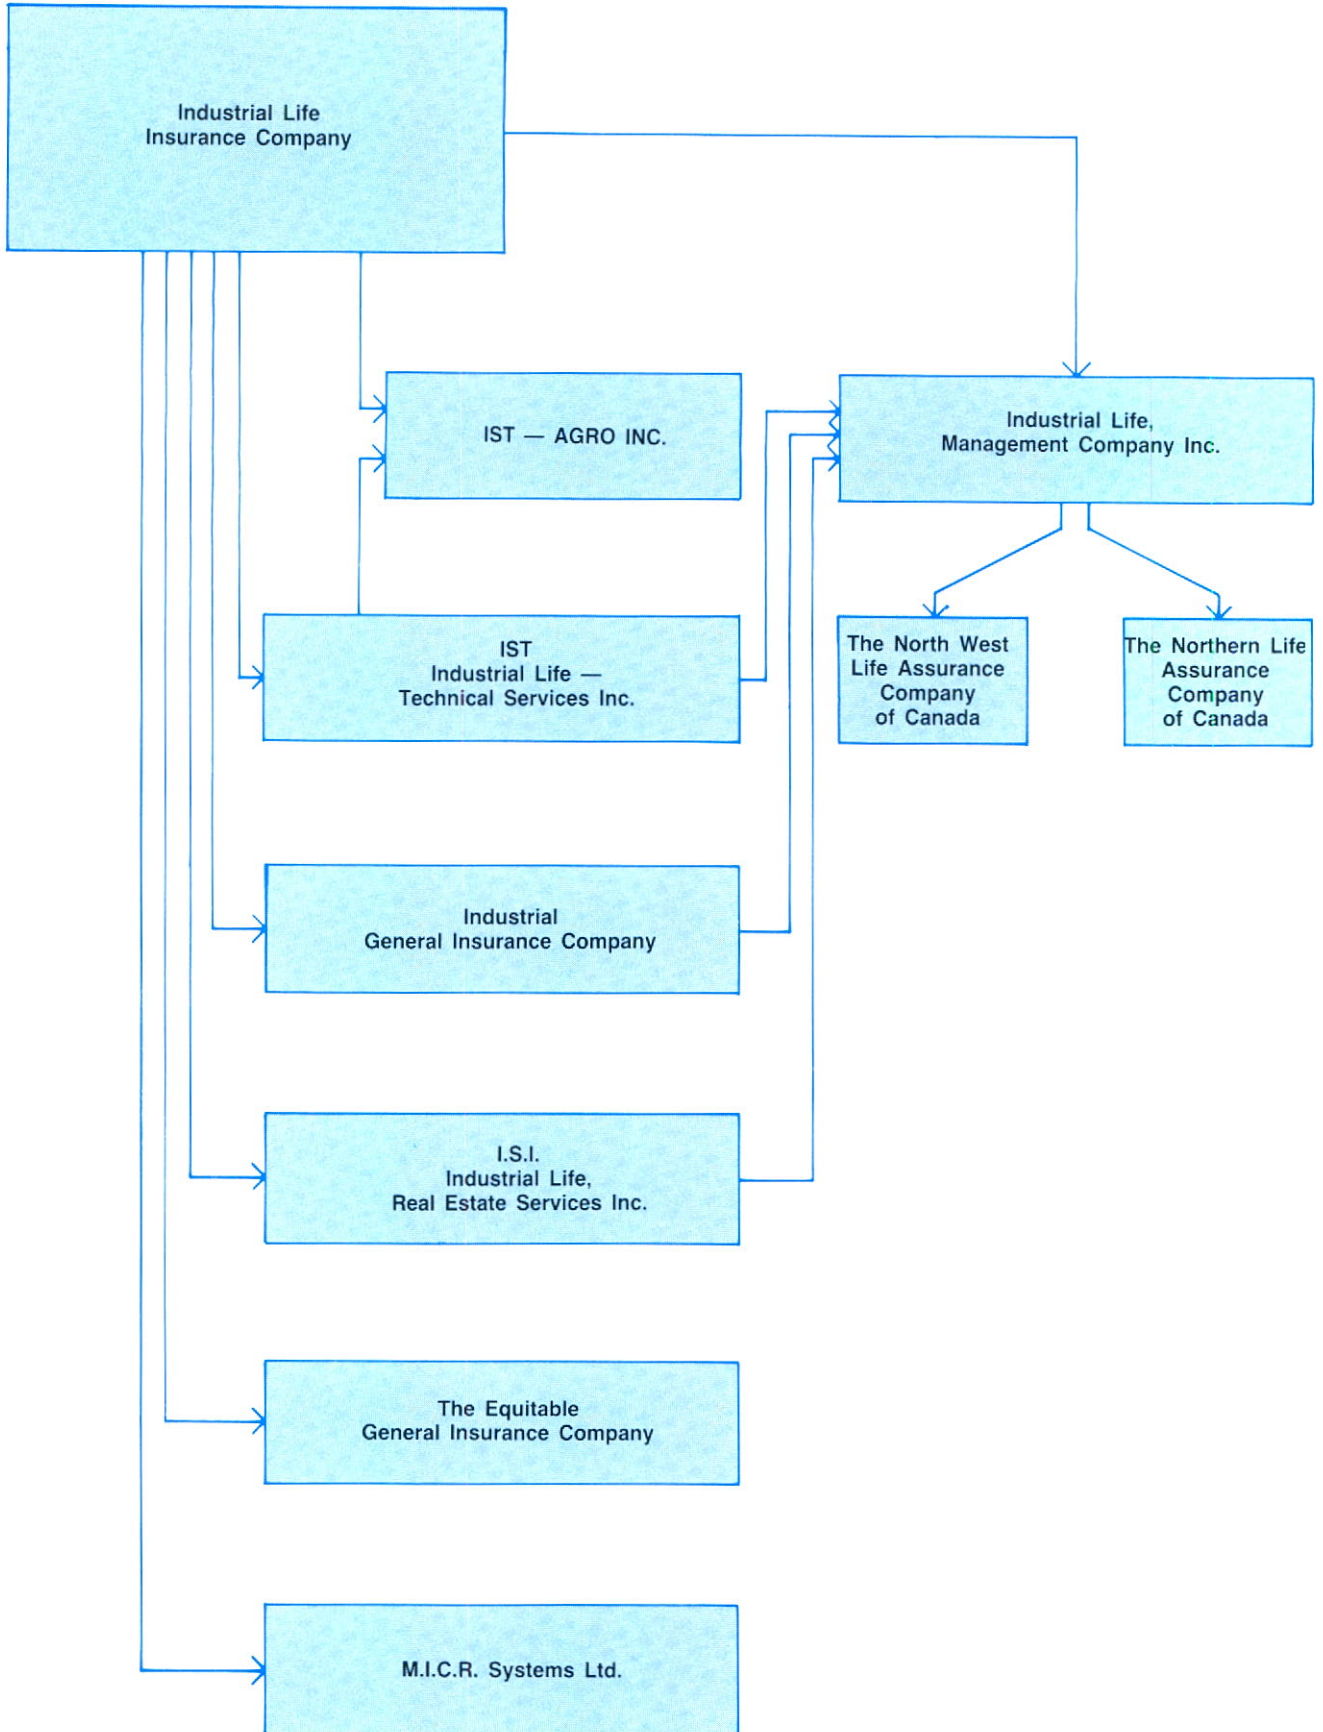 Industrial Life
Insurance Company
IST — AGRO INC.
Industrial Life,
Management Company Inc.
IST
Industrial Life —
Technical Services Inc.
The North West
Life Assurance
Company
of Canada
The Northern Life
Assurance
Company
of Canada
Industrial
General Insurance Company
I.S.I.
Industrial Life,
Real Estate Services Inc.
The Equitable
General Insurance Company
M.I.C.R. Systems Ltd.